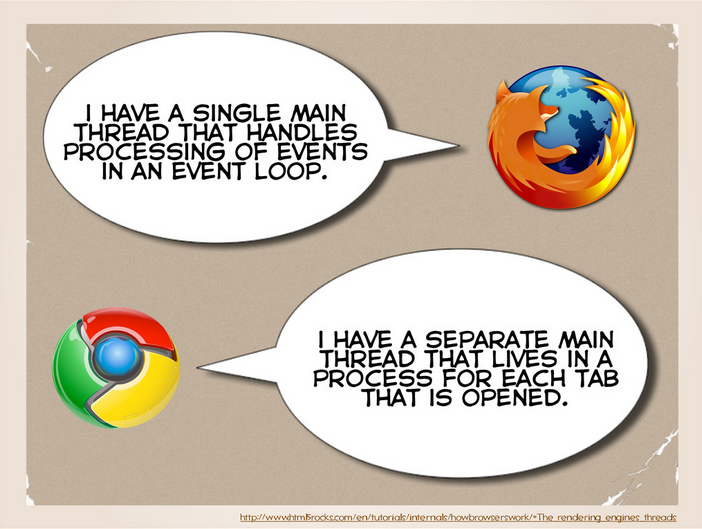 I HAVE A SINGLE MAIN
THREAD THAT HANDLES
PROCESSING OF EVENTS
IN AN EVENT LOOP.
I HAVE A SEPARATE MAIN
THREAD THAT LIVES IN A
PROCESS FOR EACH TAB
THAT IS OPENED.
http://www.html5rocks.com/en/tutorials/internals/howbrowserswork/#The_rendering_engines_threads